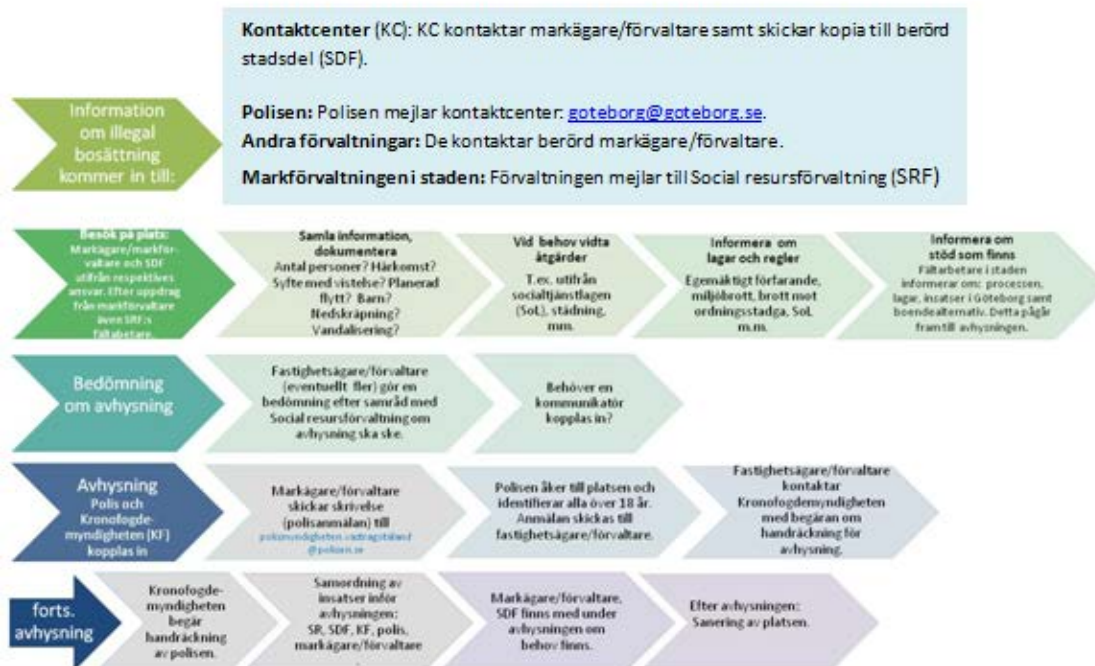 Information
om illegal
bosättning
kommer in till:
Kontaktcenter (KC): KC kontaktar markägare/förvaltare samt skickar kopia till berörd
stadsdel (SDF).
Polisen: Polisen mejlar kontaktcenter: goteborg@goteborg.se.
Andra förvaltningar: De kontaktar berörd markägare/förvaltare.
Markförvaltningen i staden: Förvaltningen mejlar till Social resursförvaltning (SRF)
Besök på plats:
Markägare/markför-
valtare och SDF
utifrån respektives
ansvar. Efter uppdrag
från markförvaltare
även SRF:s
fältabetare.
Samla information,
dokumentera
Antal personer? Härkomst?
Syfte med vistelse? Planerad
flytt? Barn?
Nedskräpning?
Vandalisering?
Vid behov vidta
åtgärder
T.ex. utifrån
socialtjänstlagen
(SoL), städning,
mm.
Informera om
lagar och regler
Egenmäktigt förfarande,
miljöbrott, brott mot
ordningsstadga, SoL
m.m.
Informera om
stöd som finns
Fältarbetare i staden
informerar om: processen,
lagar, insatser i Göteborg samt
boendealternativ. Detta pågår
fram till avhysningen.
Bedömning
om avhysning
Fastighetsägare/förvaltare
(eventuellt fler) gör en
bedömning efter samråd med
Social resursförvaltning om
avhysning ska ske.
Behöver en
kommunikatör
kopplas in?
Avhysning
Polis och
Kronofogde-
myndigheten (KF)
kopplas in
Markägare/förvaltare
skickar skrivelse
(polisanmälan) till
@polisen.se
Polisen åker till platsen och
identifierar alla över 18 år.
Anmälan skickas till
fastighetsägare/förvaltare.
Fastighetsägare/förvaltare
kontaktar
Kronofogdemyndigheten
med begäran om
handräckning för
avhysning.
forts.
avhysning
Kronofogde-
myndigheten
begär
handräckning
av polisen.
Samordning av
insatser inför
avhysningen:
SR, SDF, KF, polis,
markägare/förvaltare
Markägare/förvaltare,
SDF finns med under
avhysningen om
behov finns.
Efter avhysningen:
Sanering av platsen.